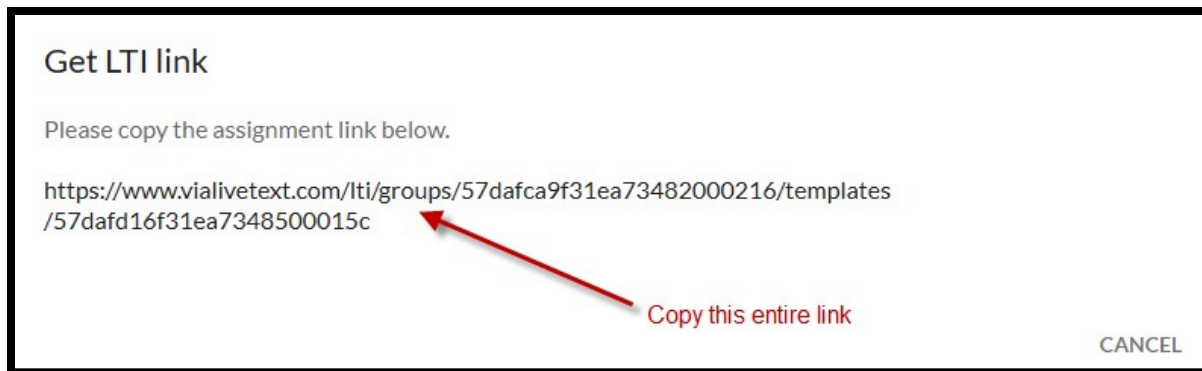 Get LTI link
Please copy the assignment link below.
https://www.vialivetext.com/lti/groups/57dafca9f31ea73482000216/templates
/57dafd16f31ea7348500015c
Copy this entire link
CANCEL